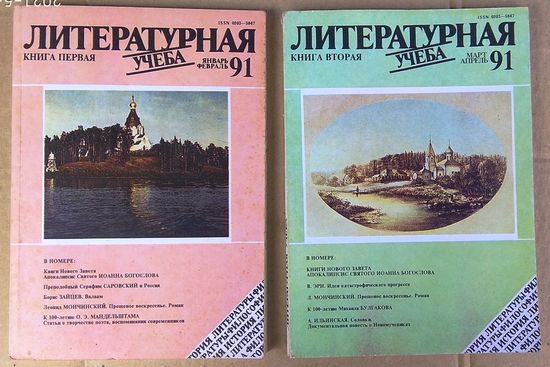 ISSN 0203—5847
ЛИТЕРАТУРНАЯ
КНИГА ПЕРВАЯ
УЧЕБА
ЯНВАРЬ
ФЕВРАЛЬ 91
В НОМЕРЕ:
Книги Нового Завета
Апокалипсис Святого ИОАННА БОГОСЛОВА
Преподобный Серафим САРОВСКИЙ и Россия
Борис ЗАЙЦЕВ. Валаам
Леонид МОНЧИНСКИЙ. Прощеное воскресенье. Роман
К 100-летию О. Э. МАНДЕЛЬШТАМА
Статьи о творчестве поэта, воспоминания современников
ISSN 0203—5847
ЛИТЕРАТУРНАЯ
КНИГА ВТОРАЯ
УЧЕБА
МАРТ
АПРЕЛЬ 91
В НОМЕРЕ:
КНИГИ НОВОГО ЗАВЕТА
АПОКАЛИПСИС СВЯТОГО ИОАННА БОГОСЛОВА
В. ЭРН. Идея катастрофического прогресса
Л. МОНЧИНСКИЙ. Прощеное воскресенье. Роман
К 100-летию Михаила БУЛГАКОВА
А. ИЛЬИНСКАЯ.
Документальная повесть о Новомучениках